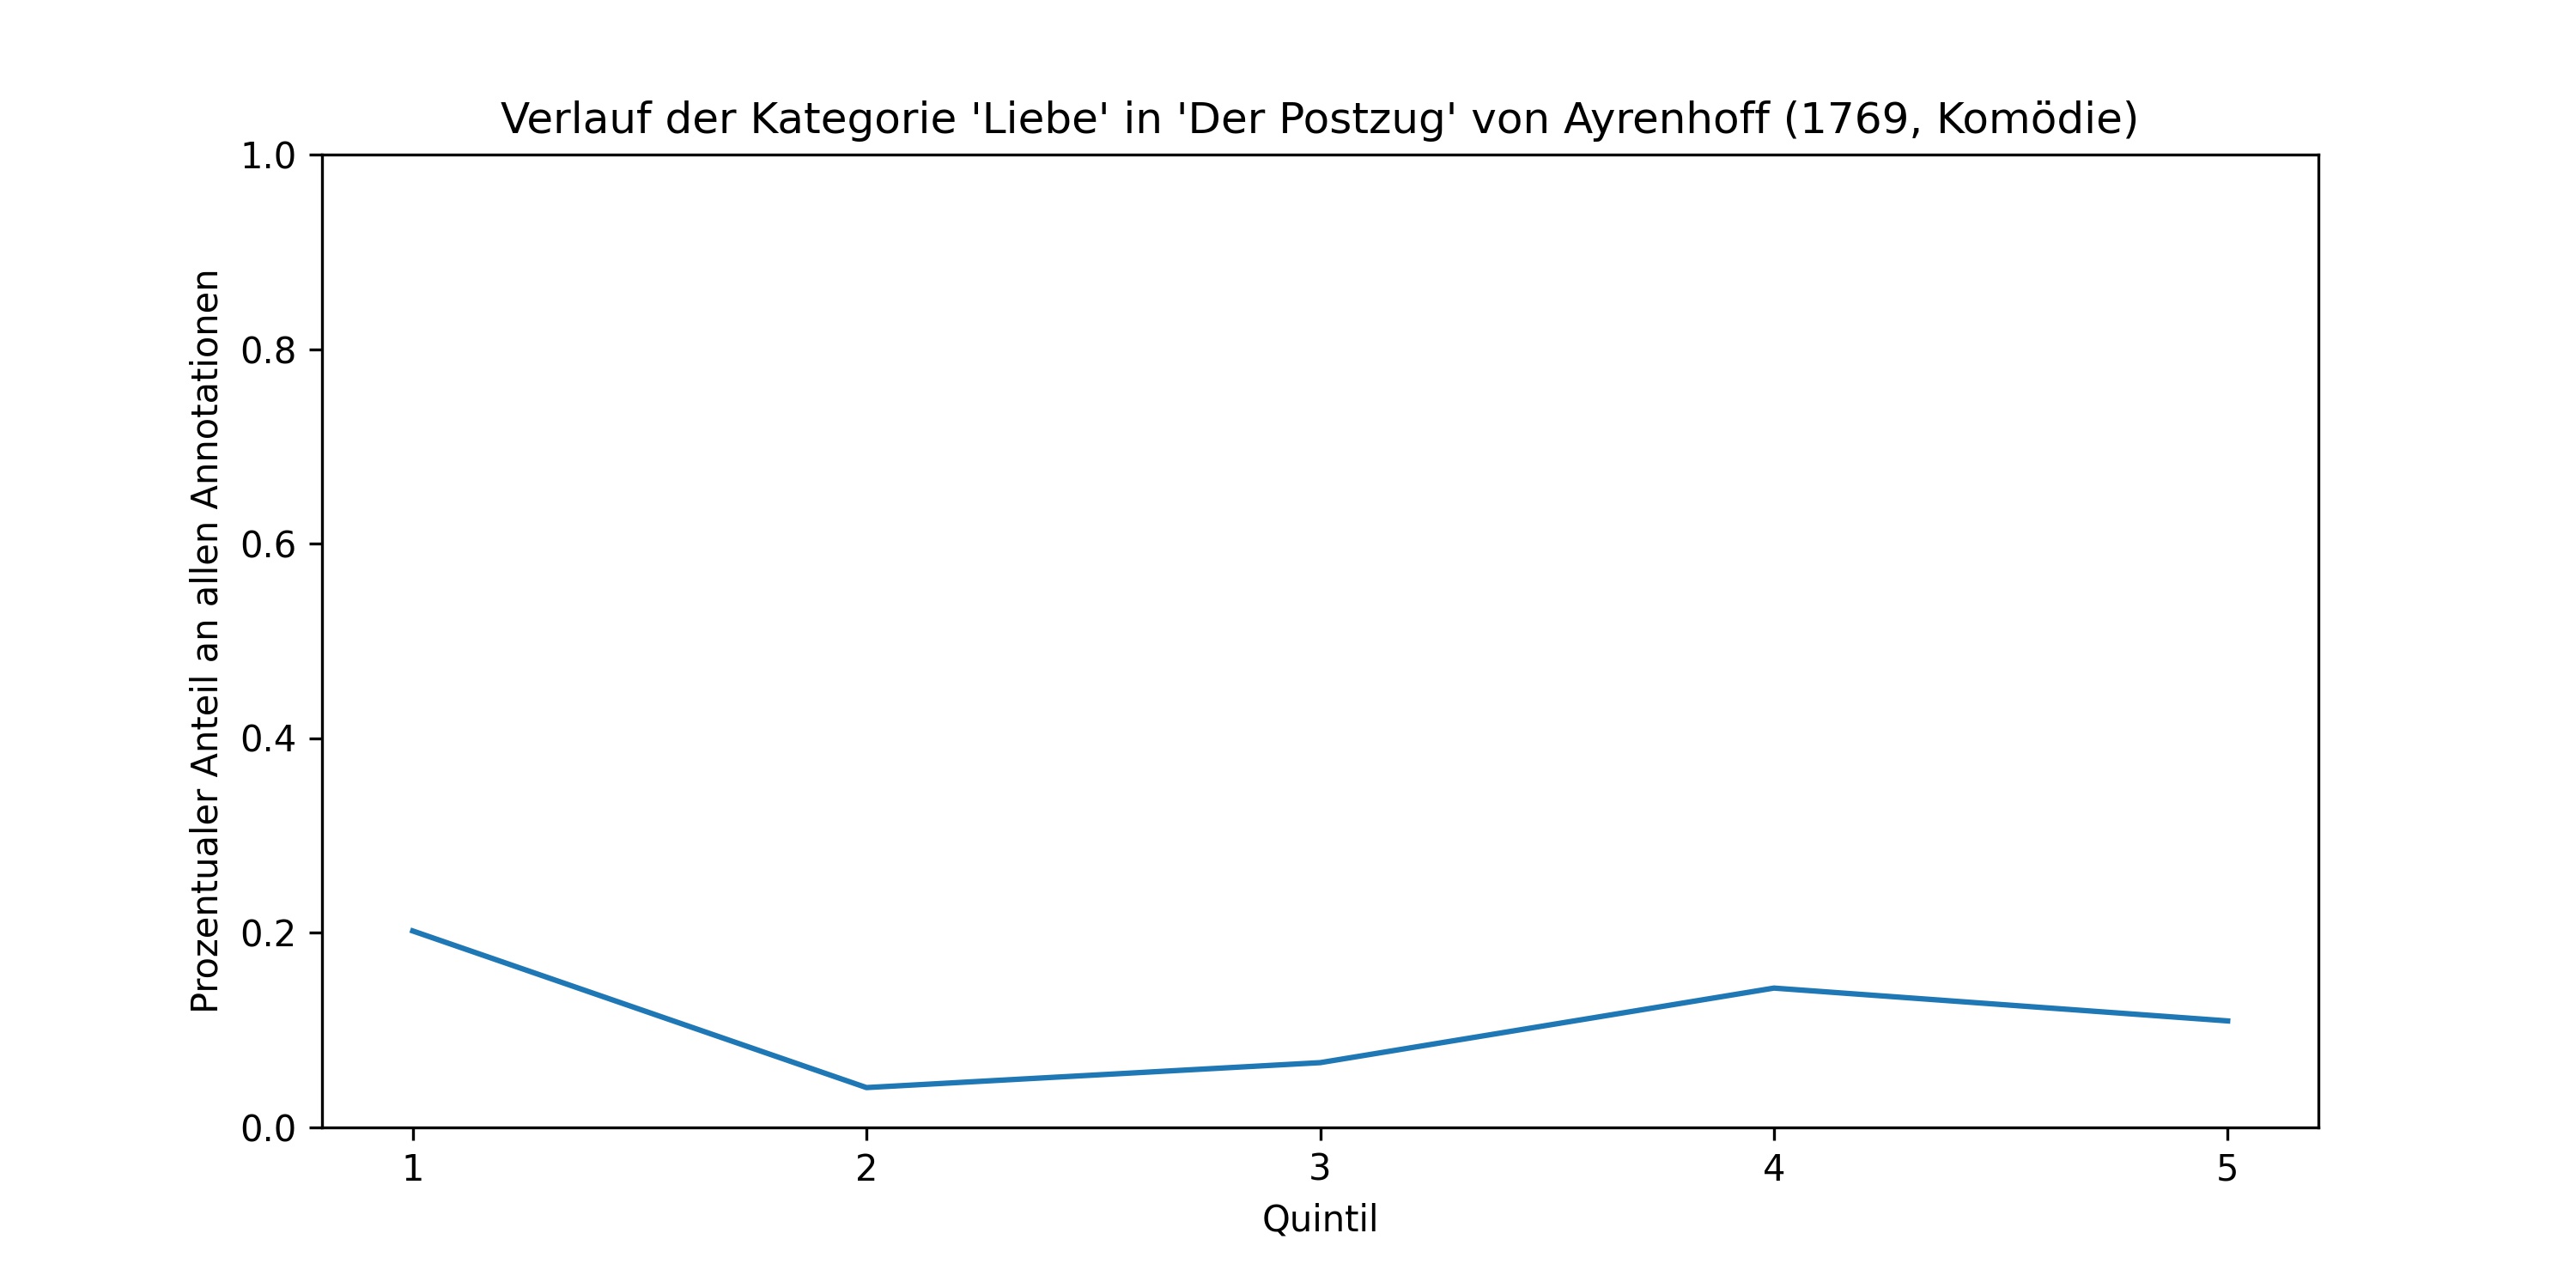 Verlauf der Kategorie 'Liebe' in 'Der Postzug' von Ayrenhoff (1769, Komödie)
Prozentualer Anteil an allen Annotationen
1.0
0.8
0.6
0.4
0.2
0.0
1 2 3 4 5
Quintil